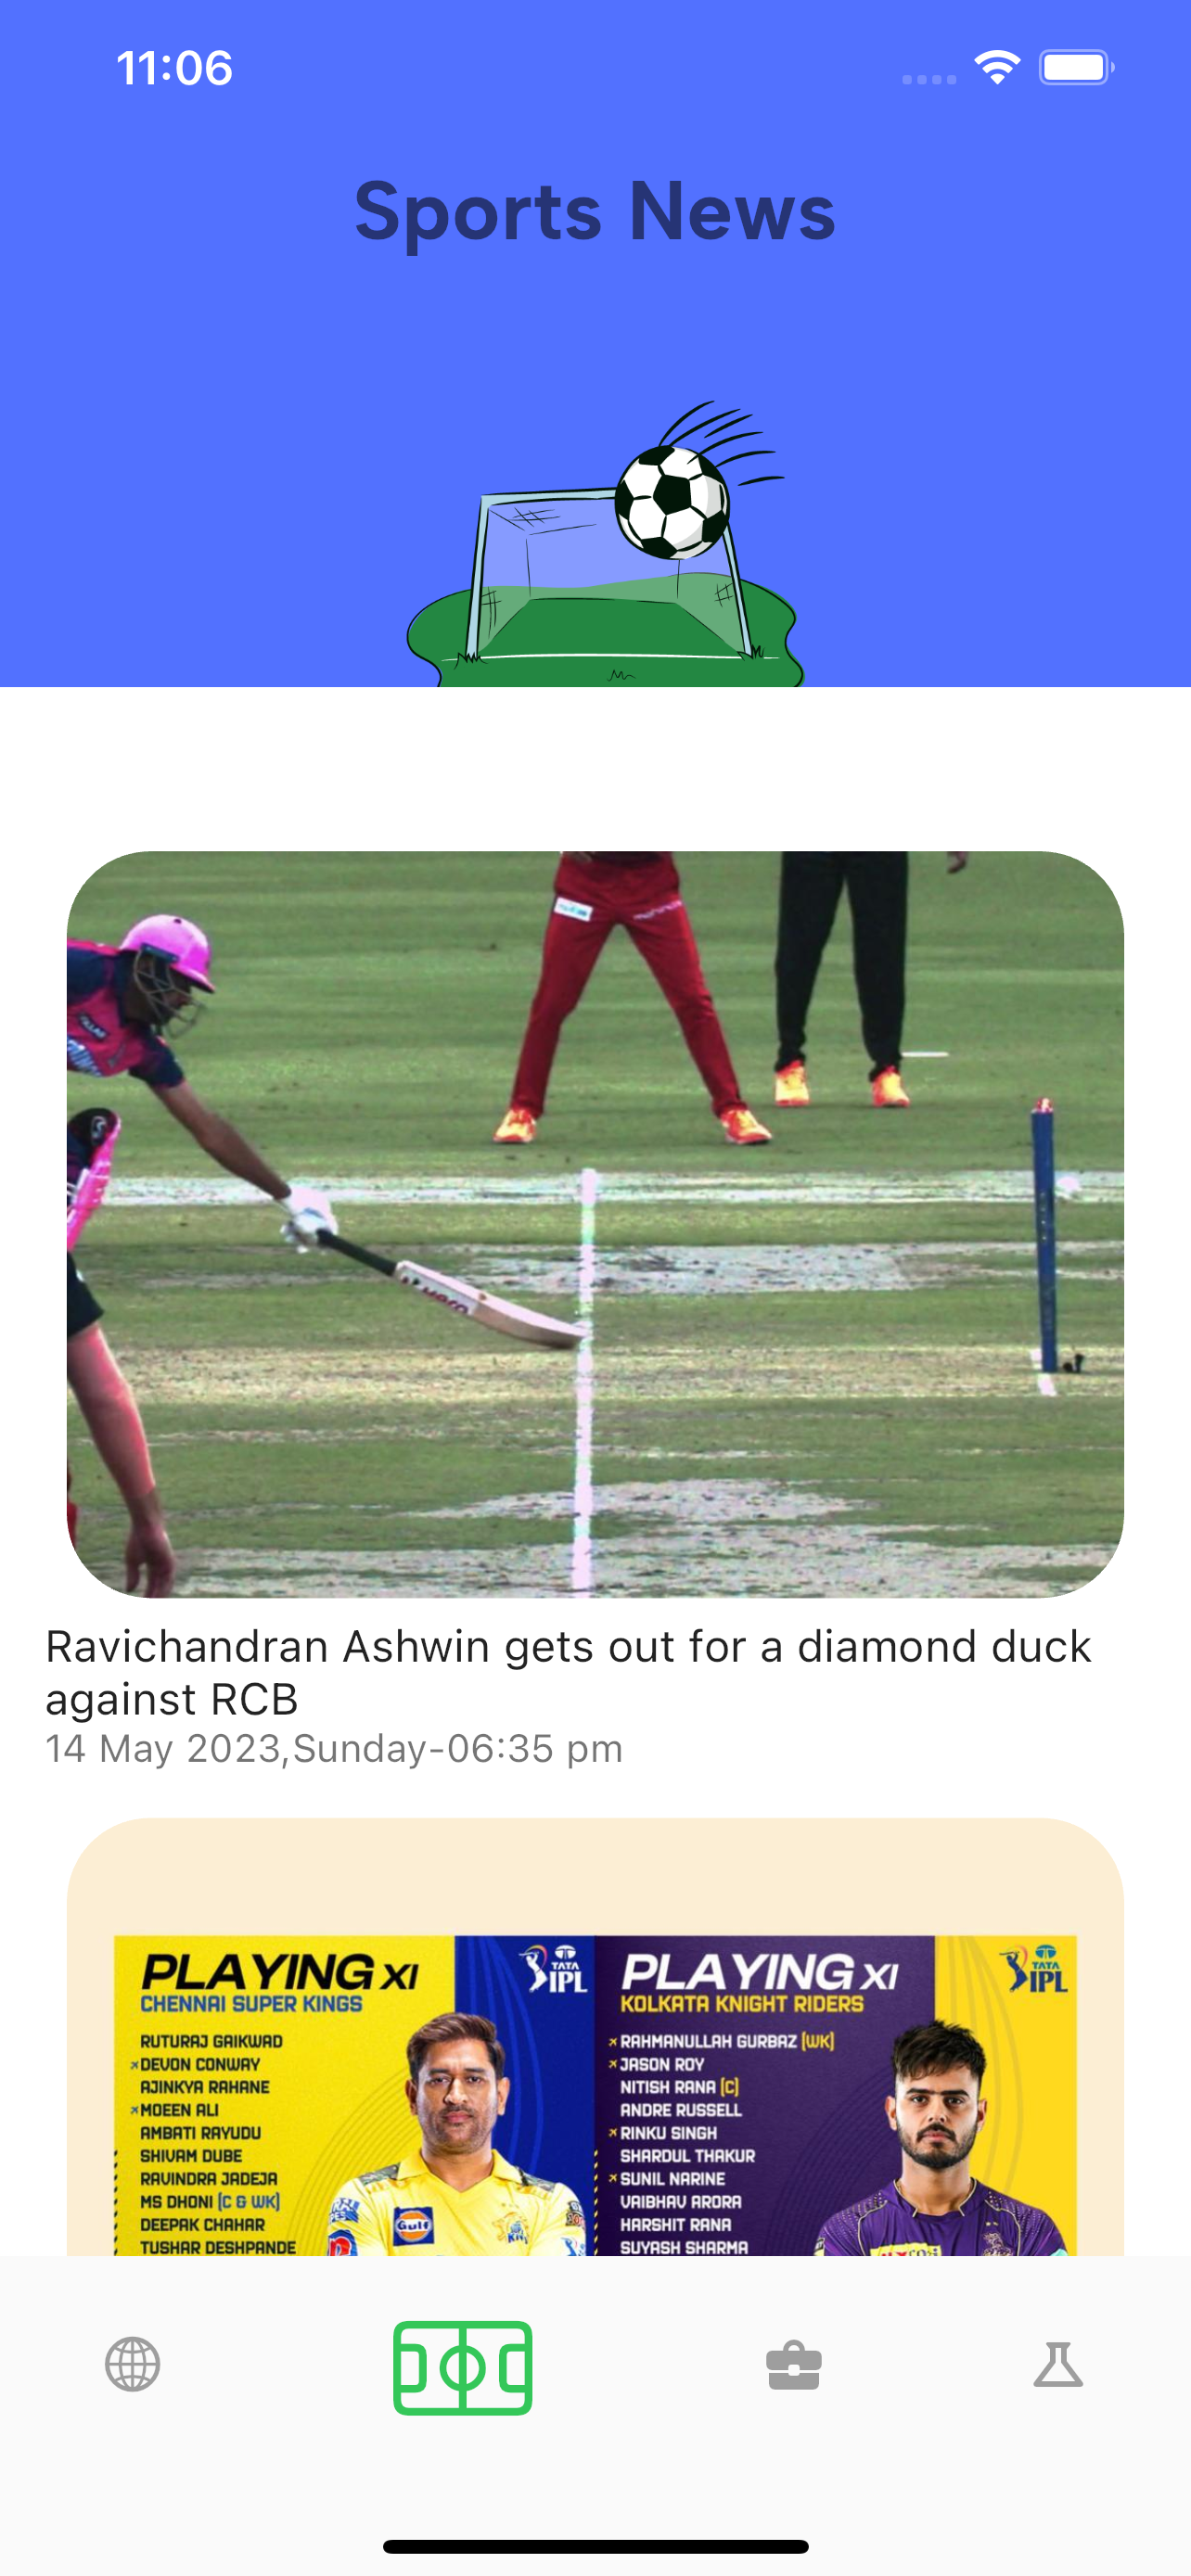 11:06
Sports News
Hero
Ravichandran Ashwin gets out for a diamond duck
against RCB
14 May 2023,Sunday-06:35 pm
PLAYING XI
CHENNAI SUPER KINGS
TATA
IPL
RUTURAJ GAIKWAD
DEVON CONWAY
AJINKYA RAHANE
MOEEN ALI
AMBATI RAYUDU
SHIVAM DUBE
RAVINDRA JADEJA
MS DHONI (C & WK)
DEEPAK CHAHAR
TUSHAR DESHPANDE
Gulf
PLAYING XI
KOLKATA KNIGHT RIDERS
TATA
IPL
RAHMANULLAH GURBAZ (WK)
JASON ROY
NITISH RANA (C)
ANDRE RUSSELL
RINKU SINGH
SHARDUL THAKUR
SUNIL NARINE
VAIBHAV ARORA
HARSHIT RANA
SUYASH SHARMA